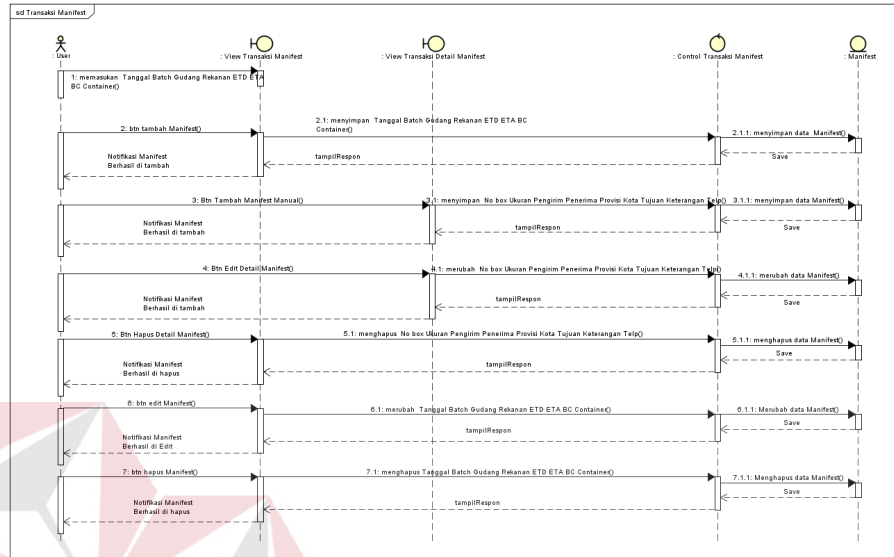 sd Transaksi Manifest
: User
: View Transaksi Manifest
: View Transaksi Detail Manifest
: Control Transaksi Manifest
: Manifest
1: memasukan Tanggal Batch Gudang Rekanan ETD ETA
BC Container()
2: btn tambah Manifest()
2.1: menyimpan Tanggal Batch Gudang Rekanan ETD ETA BC
Container()
2.1.1: menyimpan data Manifest()
Save
tampilRespon
Notifikasi Manifest
Berhasil di tambah
3: Btn Tambah Manifest Manual()
3.1: menyimpan No box Ukuran Pengirim Penerima Provisi Kota Tujuan Keterangan Telp()
3.1.1: menyimpan data Manifest()
Save
tampilRespon
Notifikasi Manifest
Berhasil di tambah
4: Btn Edit Detail Manifest()
4.1: merubah No box Ukuran Pengirim Penerima Provisi Kota Tujuan Keterangan Telp()
4.1.1: merubah data Manifest()
Save
tampilRespon
Notifikasi Manifest
Berhasil di tambah
5: Btn Hapus Detail Manifest()
5.1: menghapus No box Ukuran Pengirim Penerima Provisi Kota Tujuan Keterangan Telp()
5.1.1: menghapus data Manifest()
Save
tampilRespon
Notifikasi Manifest
Berhasil di hapus
6: btn edit Manifest()
6.1: merubah Tanggal Batch Gudang Rekanan ETD ETA BC Container()
6.1.1: Merubah data Manifest()
Save
tampilRespon
Notifikasi Manifest
Berhasil di Edit
7: btn hapus Manifest()
7.1: menghapus Tanggal Batch Gudang Rekanan ETD ETA BC Container()
7.1.1: Menghapus data Manifest()
Save
tampilRespon
Notifikasi Manifest
Berhasil di hapus